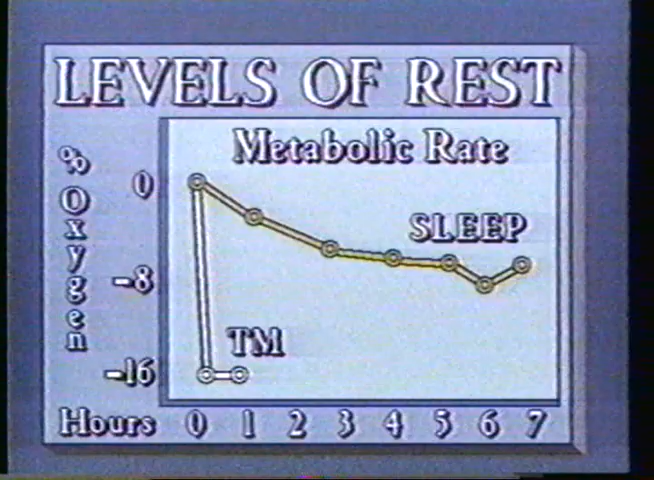 LEVELS OF REST
Metabolic Rate
% Oxygen
0
-8
-16
SLEEP
TM
Hours 0 1 2 3 4 5 6 7